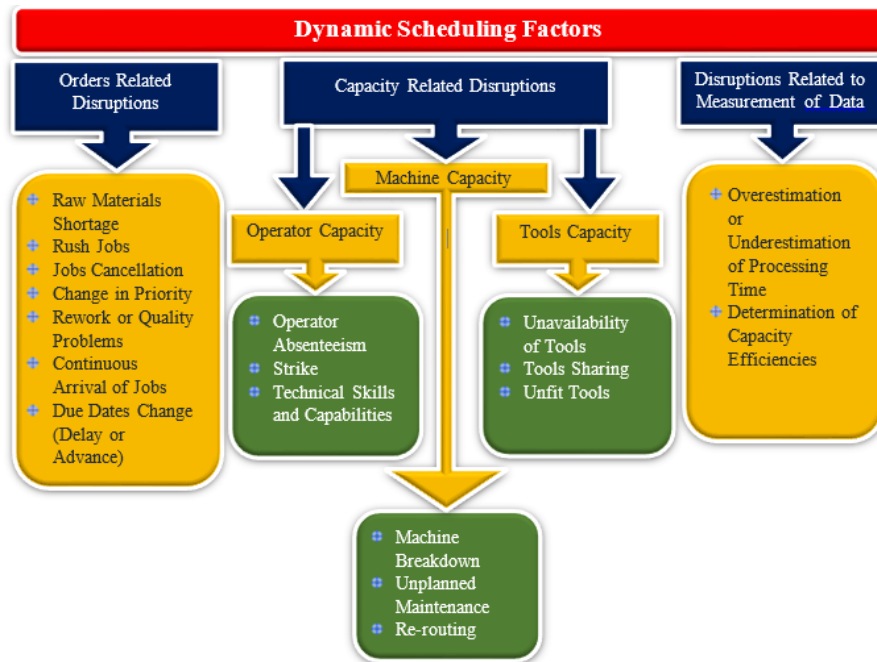 Dynamic Scheduling Factors
Orders Related
Disruptions
Capacity Related Disruptions
Disruptions Related to
Measurement of Data
Raw Materials
Shortage
Rush Jobs
Jobs Cancellation
Change in Priority
Rework or Quality
Problems
Continuous
Arrival of Jobs
Due Dates Change
(Delay or
Advance)
Machine Capacity
Operator Capacity
Tools Capacity
Operator
Absenteeism
Strike
Technical Skills
and Capabilities
Unavailability
of Tools
Tools Sharing
Unfit Tools
Overestimation
or
Underestimation
of Processing
Time
Determination of
Capacity
Efficiencies
Machine
Breakdown
Unplanned
Maintenance
Re-routing